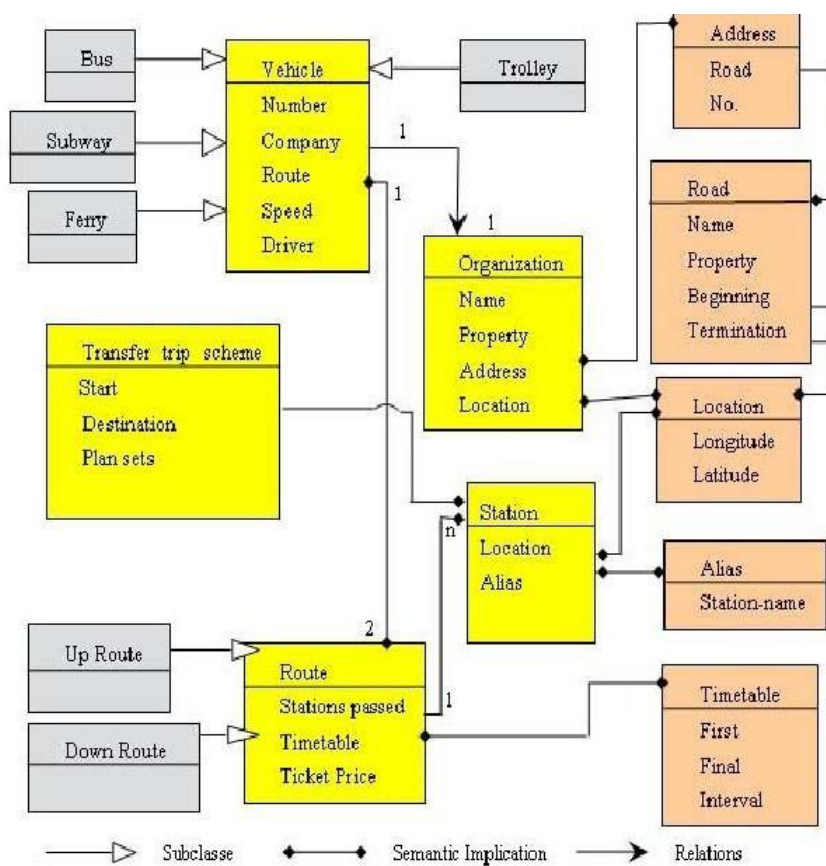 Bus
Subway
Ferry
Vehicle
Number
Company
Route
Speed
Driver
Trolley
1
1
1
Organization
Name
Property
Address
Location
Address
Road
No.
Road
Name
Property
Beginning
Termination
Location
Longitude
Latitude
Transfer trip scheme
Start
Destination
Plan sets
Station
Location
Alias
n
Alias
Station-name
2
1
Up Route
Down Route
Route
Stations passed
Timetable
Ticket Price
Timetable
First
Final
Interval
Subclasse
Semantic Implication
Relations